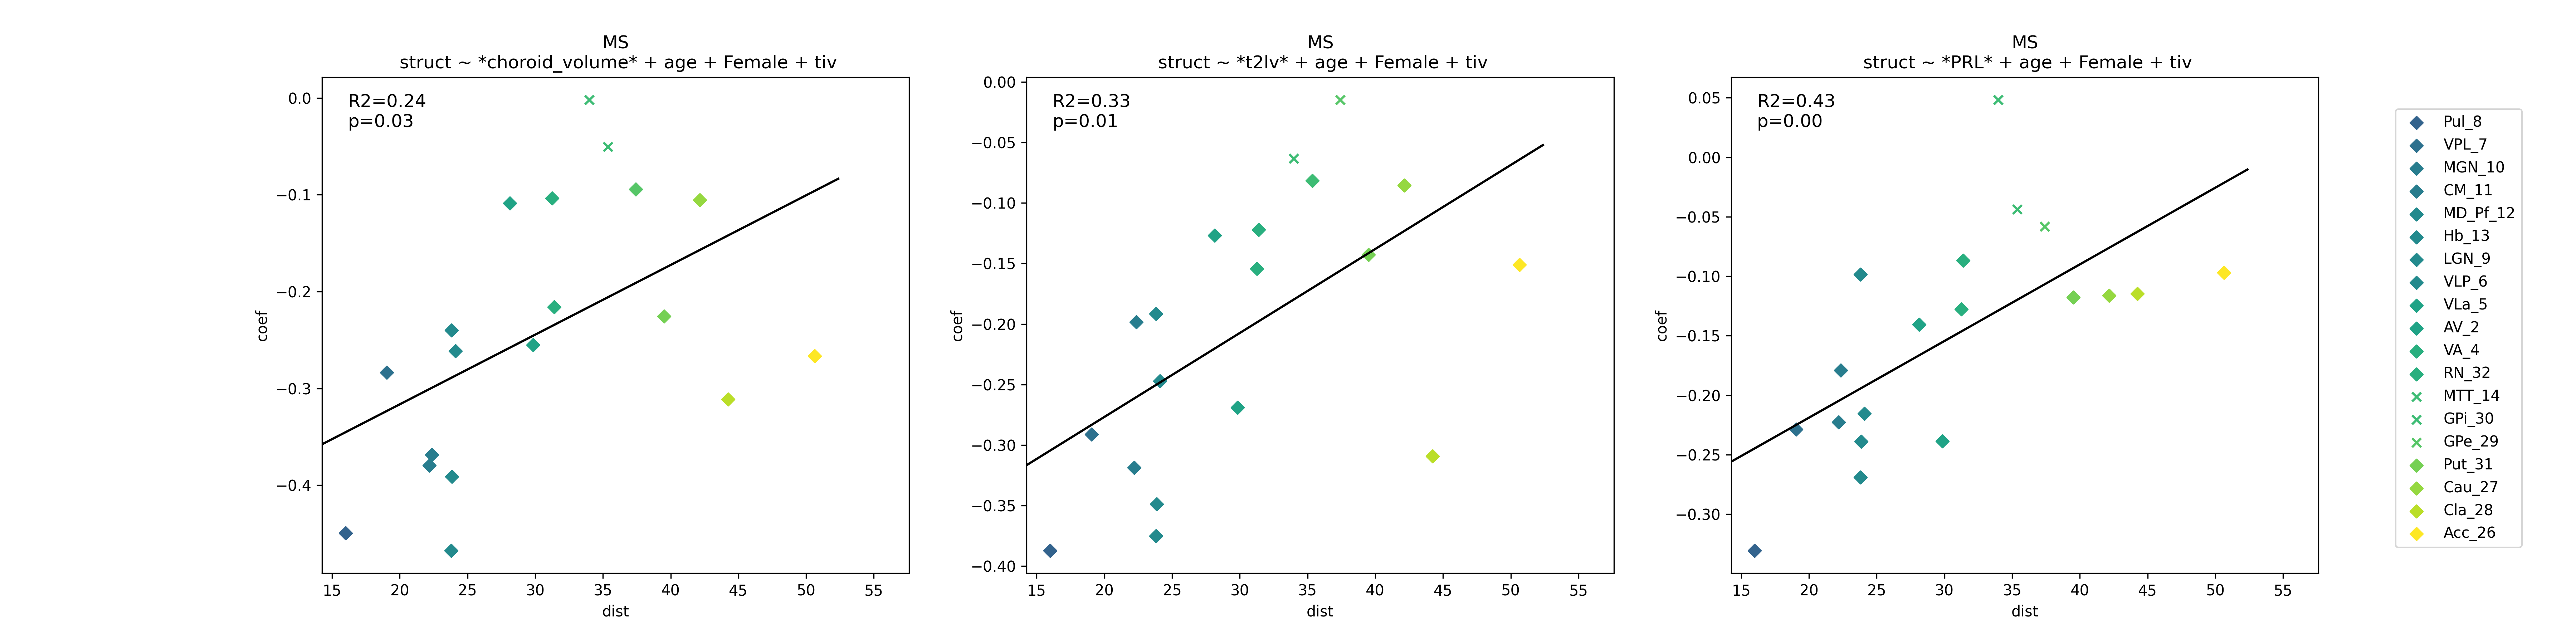 MS
struct ~ *choroid_volume* + age + Female + tiv
R2=0.24
p=0.03
0.0
−0.1
−0.2
−0.3
−0.4
coef
15 20 25 30 35 40 45 50 55
dist
MS
struct ~ *t2lv* + age + Female + tiv
R2=0.33
p=0.01
0.00
−0.05
−0.10
−0.15
−0.20
−0.25
−0.30
−0.35
−0.40
coef
15 20 25 30 35 40 45 50 55
dist
MS
struct ~ *PRL* + age + Female + tiv
R2=0.43
p=0.00
0.05
0.00
−0.05
−0.10
−0.15
−0.20
−0.25
−0.30
coef
15 20 25 30 35 40 45 50 55
dist
Pul_8
VPL_7
MGN_10
CM_11
MD_Pf_12
Hb_13
LGN_9
VLP_6
VLa_5
AV_2
VA_4
RN_32
MTT_14
GPi_30
GPe_29
Put_31
Cau_27
Cla_28
Acc_26